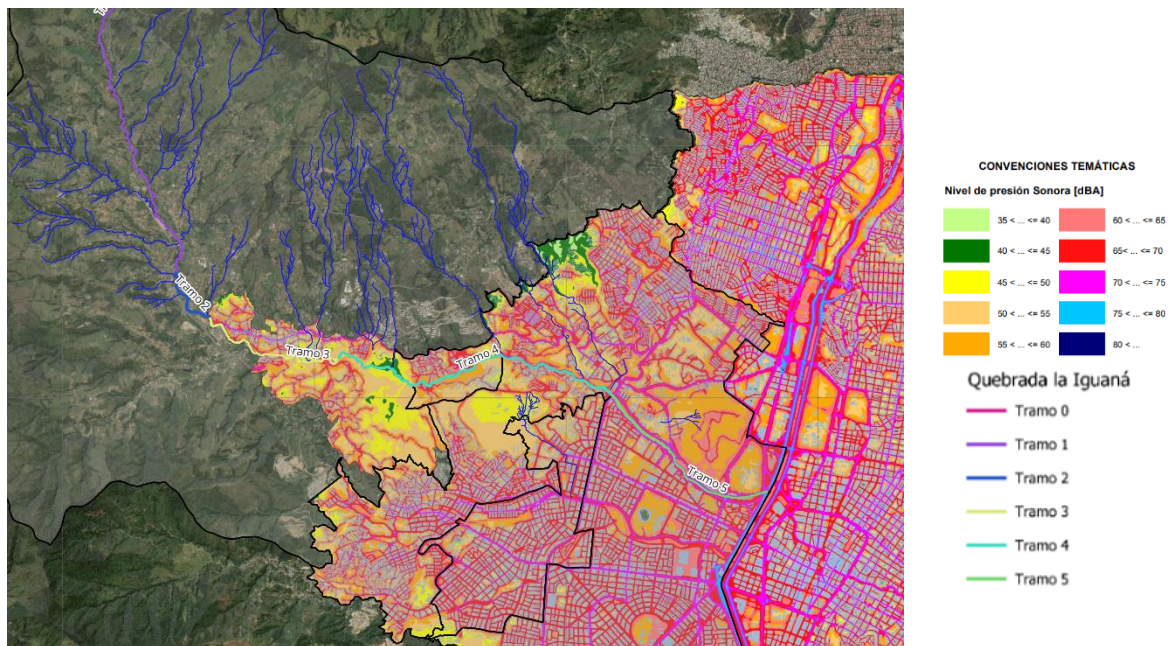 Tramo 2
Tramo 3
Tramo 4
Tramo 5
CONVENCIONES TEMÁTICAS
Nivel de presión Sonora [dBA]
35 < ... <= 40
60 < ... <= 65
40 < ... <= 45
65< ... <= 70
45 < ... <= 50
70 < ... <= 75
50 < ... <= 55
75 < ... <= 80
55 < ... <= 60
80 < ...
Quebrada la Iguaná
Tramo 0
Tramo 1
Tramo 2
Tramo 3
Tramo 4
Tramo 5